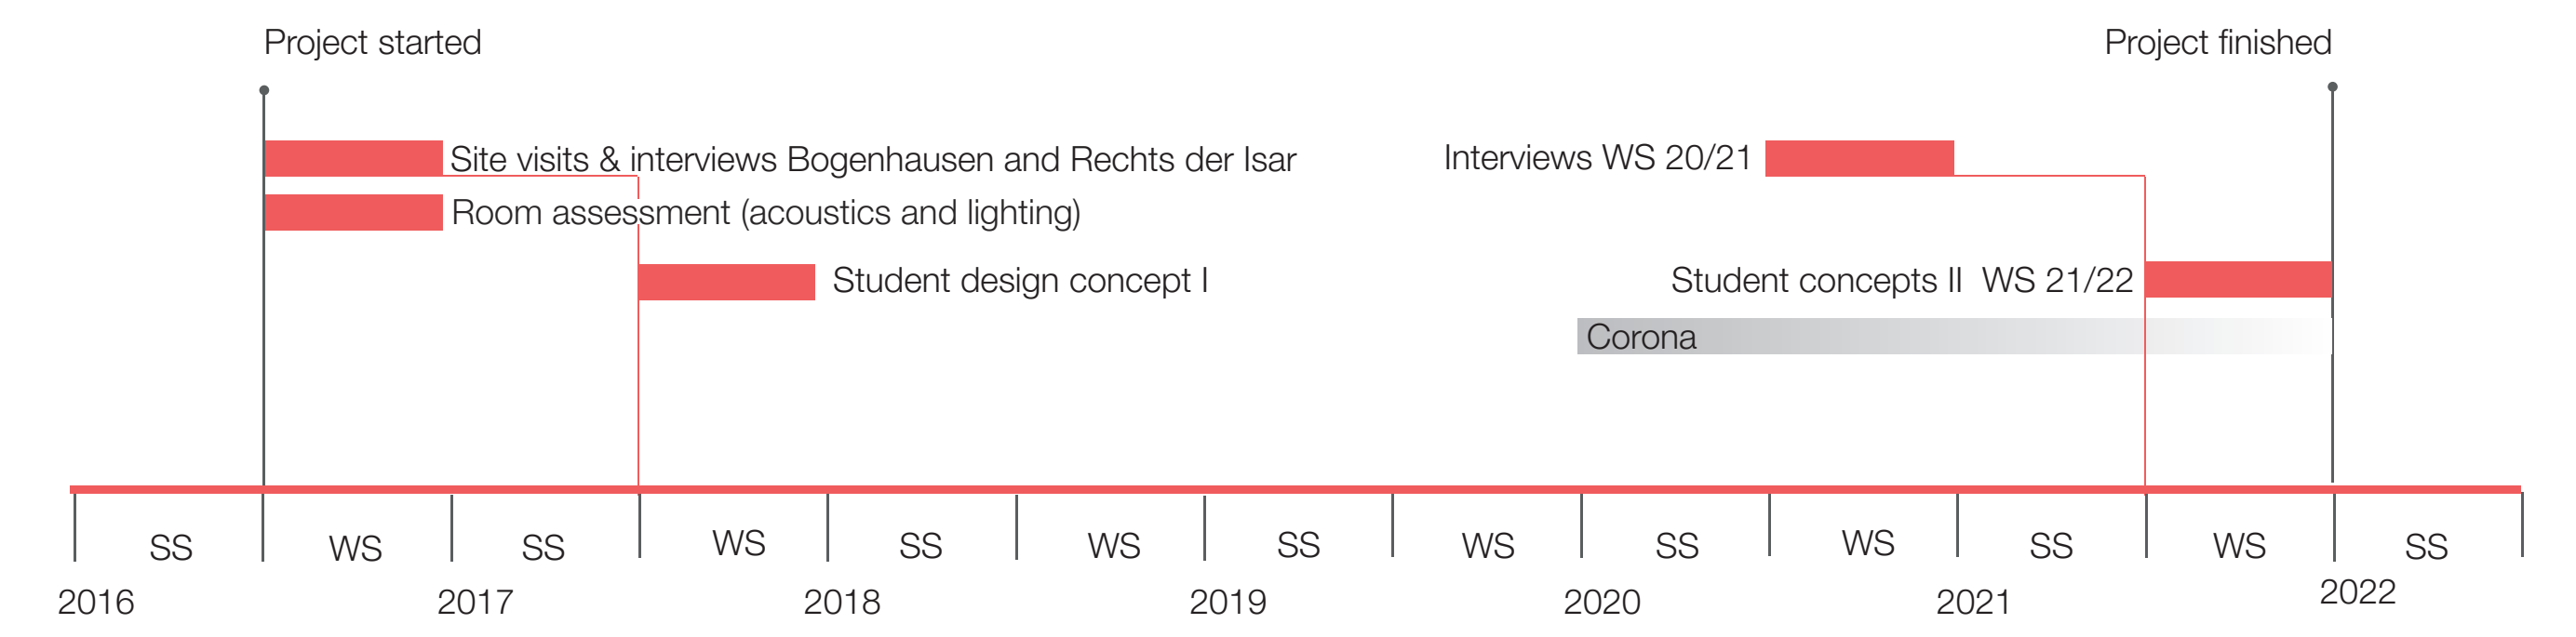 Project started
Project finished
Site visits & interviews Bogenhausen and Rechts der Isar
Interviews WS 20/21
Room assessment (acoustics and lighting)
Student design concept I
Student concepts II WS 21/22
Corona
SS WS SS WS SS WS SS WS SS WS SS WS SS
2016 2017 2018 2019 2020 2021 2022